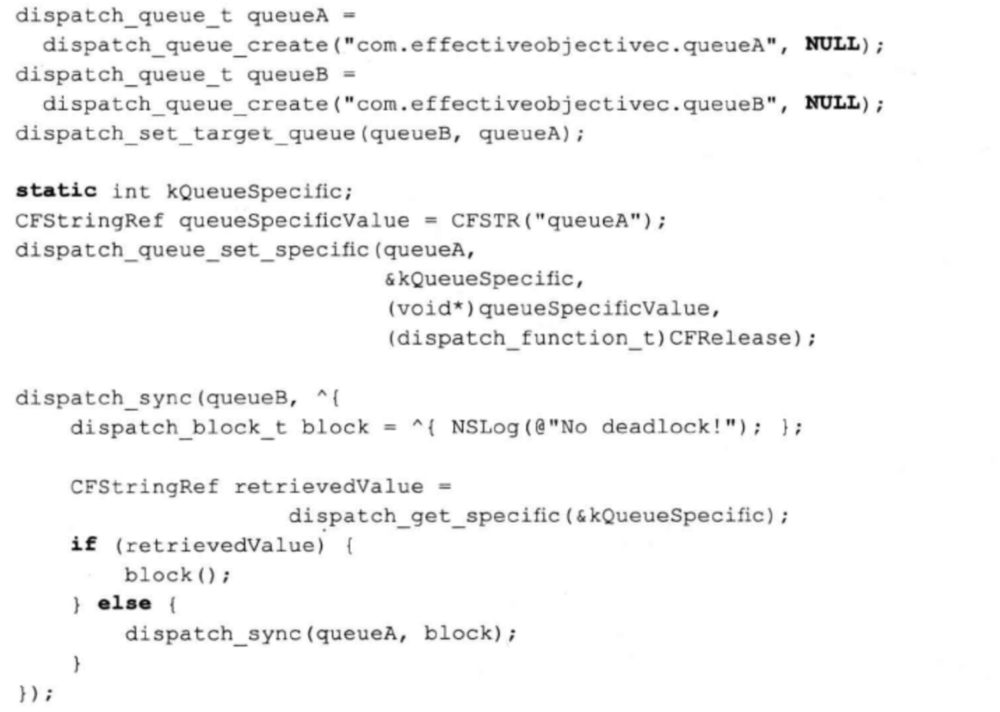 dispatch_queue_t queueA =
  dispatch_queue_create("com.effectiveobjectivec.queueA", NULL);
dispatch_queue_t queueB =
  dispatch_queue_create("com.effectiveobjectivec.queueB", NULL);
dispatch_set_target_queue(queueB, queueA);

static int kQueueSpecific;
CFStringRef queueSpecificValue = CFSTR("queueA");
dispatch_queue_set_specific(queueA,
                            &kQueueSpecific,
                            (void*)queueSpecificValue,
                            (dispatch_function_t)CFRelease);

dispatch_sync(queueB, ^{
    dispatch_block_t block = ^{ NSLog(@"No deadlock!"); };

    CFStringRef retrievedValue =
                    dispatch_get_specific(&kQueueSpecific);
    if (retrievedValue) {
        block();
    } else {
        dispatch_sync(queueA, block);
    }
});